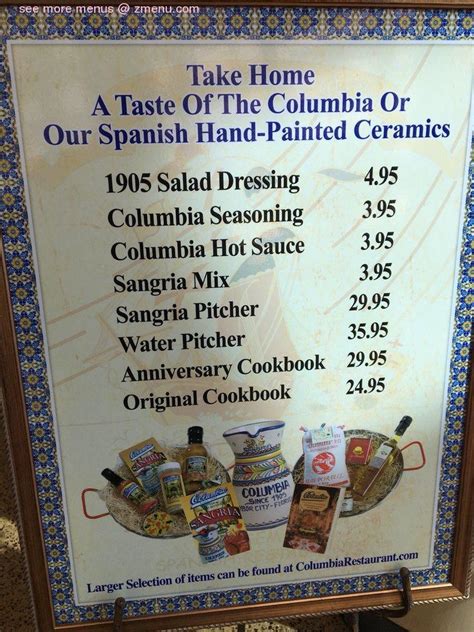 see more menus @ zmenu.com
Take Home
A Taste Of The Columbia Or
Our Spanish Hand-Painted Ceramics
1905 Salad Dressing 4.95
Columbia Seasoning 3.95
Columbia Hot Sauce 3.95
Sangria Mix 3.95
Sangria Pitcher 29.95
Water Pitcher 35.95
Anniversary Cookbook 29.95
Original Cookbook 24.95
COLUMBIA
SINCE 1905
SANGRIA
Larger Selection of items can be found at ColumbiaRestaurant.com